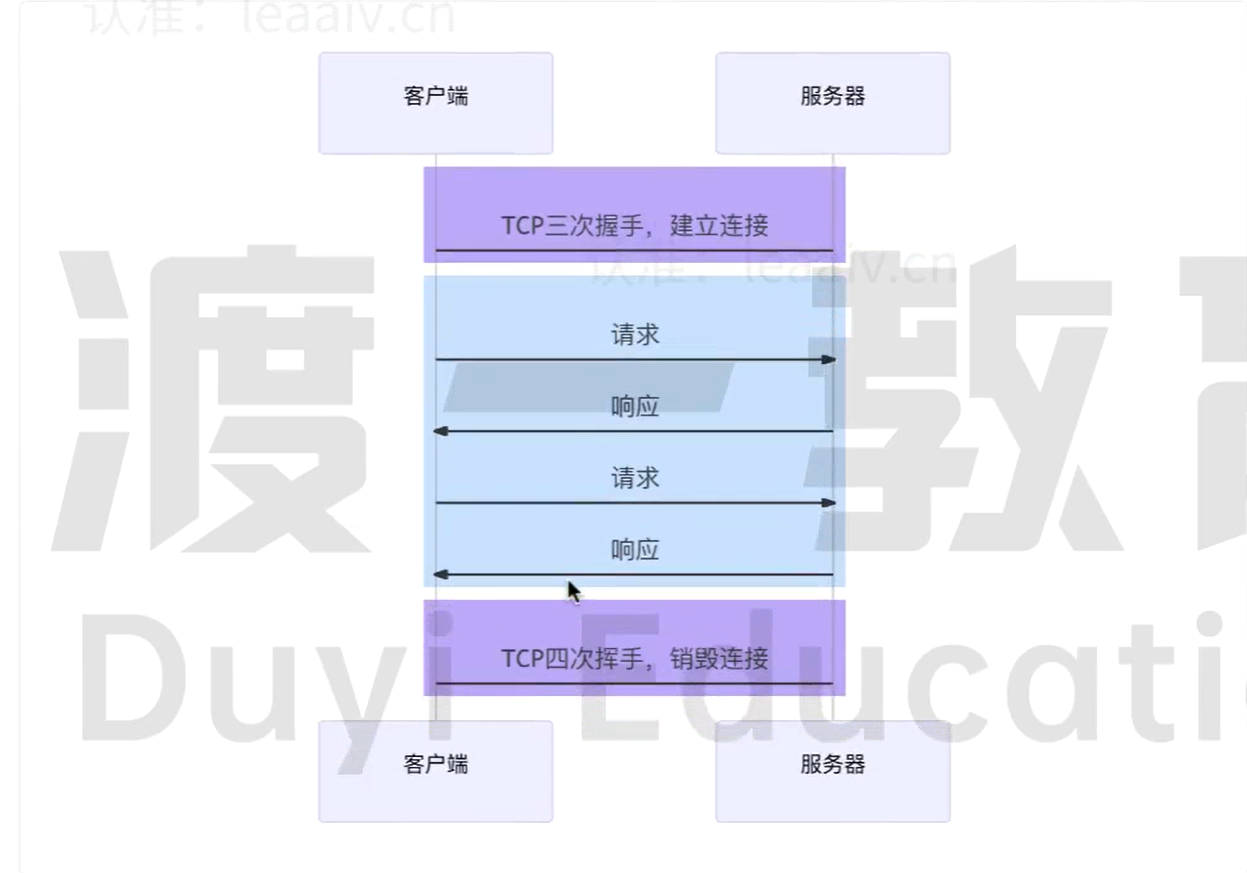 认准：leaaiv.cn
客户端 服务器
TCP三次握手，建立连接
认准：leaaiv.cn
请求
响应
请求
响应
TCP四次挥手，销毁连接
客户端 服务器
渡一教育
Duyi Educati